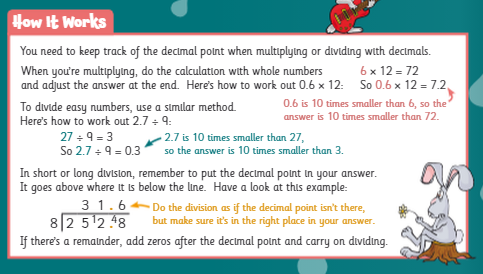 How it Works
You need to keep track of the decimal point when multiplying or dividing with decimals.
When you're multiplying, do the calculation with whole numbers
and adjust the answer at the end. Here's how to work out 0.6 × 12:
6 × 12 = 72
So 0.6 × 12 = 7.2
0.6 is 10 times smaller than 6, so the
answer is 10 times smaller than 72.
To divide easy numbers, use a similar method.
Here's how to work out 2.7 ÷ 9:
27 ÷ 9 = 3
So 2.7 ÷ 9 = 0.3
2.7 is 10 times smaller than 27,
so the answer is 10 times smaller than 3.
In short or long division, remember to put the decimal point in your answer.
It goes above where it is below the line. Have a look at this example:
3 1 . 6
8 2 5 ¹2 . ⁴8
Do the division as if the decimal point isn't there,
but make sure it's in the right place in your answer.
If there's a remainder, add zeros after the decimal point and carry on dividing.